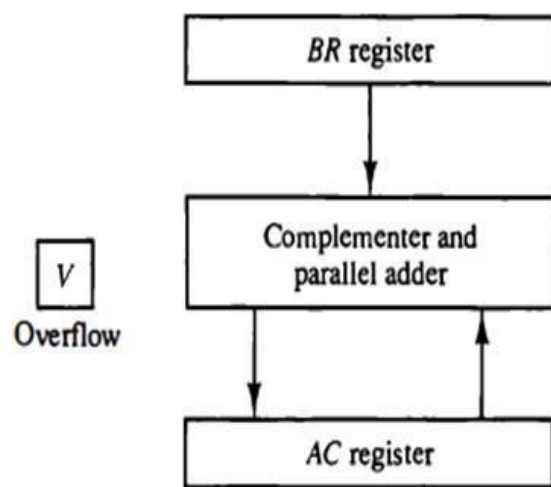 BR register
Complementer and
parallel adder
V
Overflow
AC register